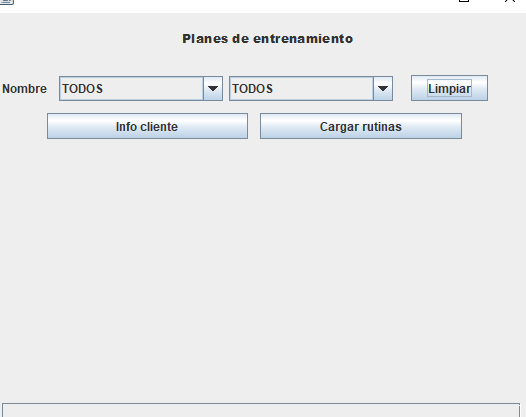 Planes de entrenamiento
Nombre TODOS TODOS Limpiar
Info cliente Cargar rutinas